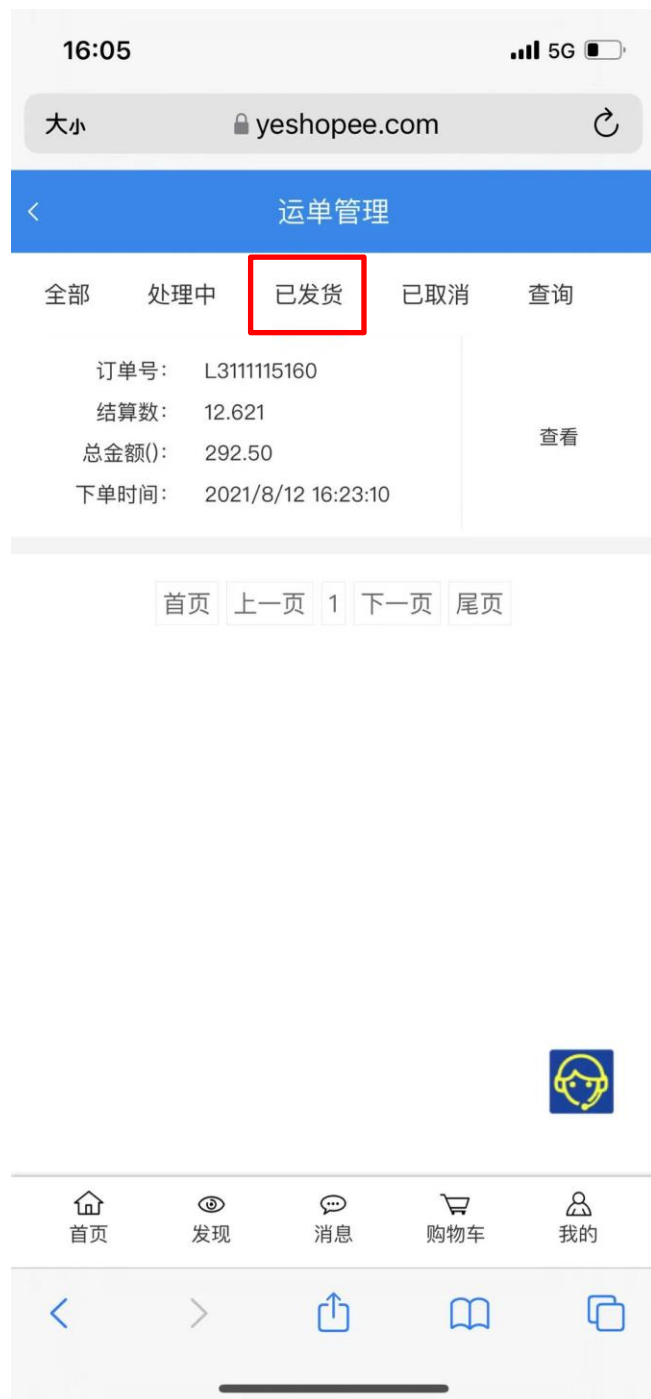 16:05 5G
大小 yeshopee.com
运单管理
全部 处理中 已发货 已取消 查询
订单号： L3111115160
结算数： 12.621
总金额()： 292.50
查看
下单时间： 2021/8/12 16:23:10
首页 上一页 1 下一页 尾页
首页 发现 消息 购物车 我的